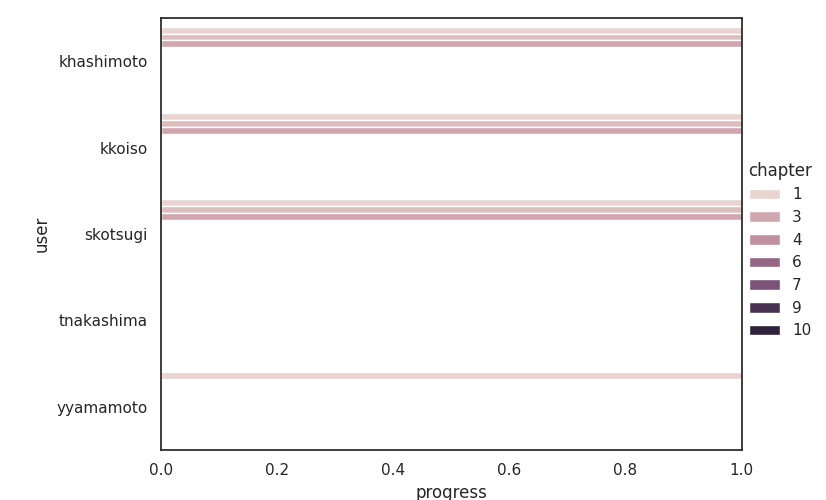 khashimoto
kkoiso
skotsugi
tnakashima
yyamamoto
user
0.0 0.2 0.4 0.6 0.8 1.0
progress
chapter
1
3
4
6
7
9
10